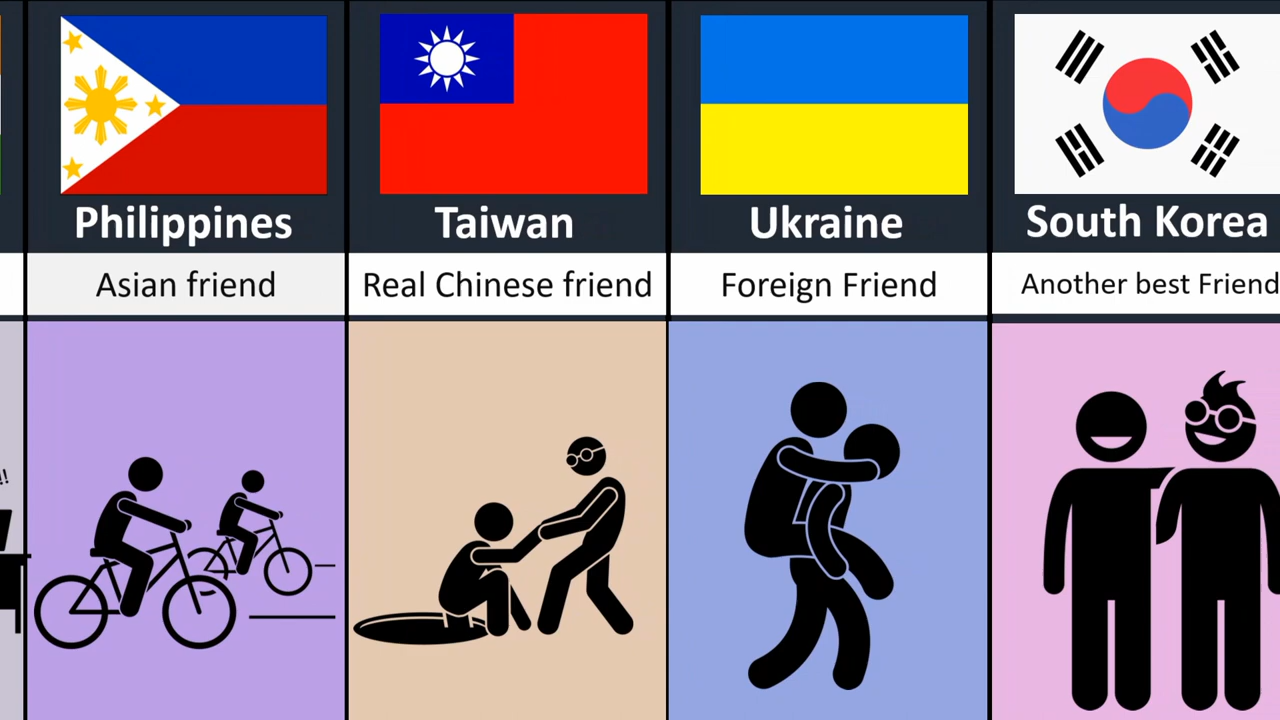 Philippines
Asian friend
Taiwan
Real Chinese friend
Ukraine
Foreign Friend
South Korea
Another best Friend
!